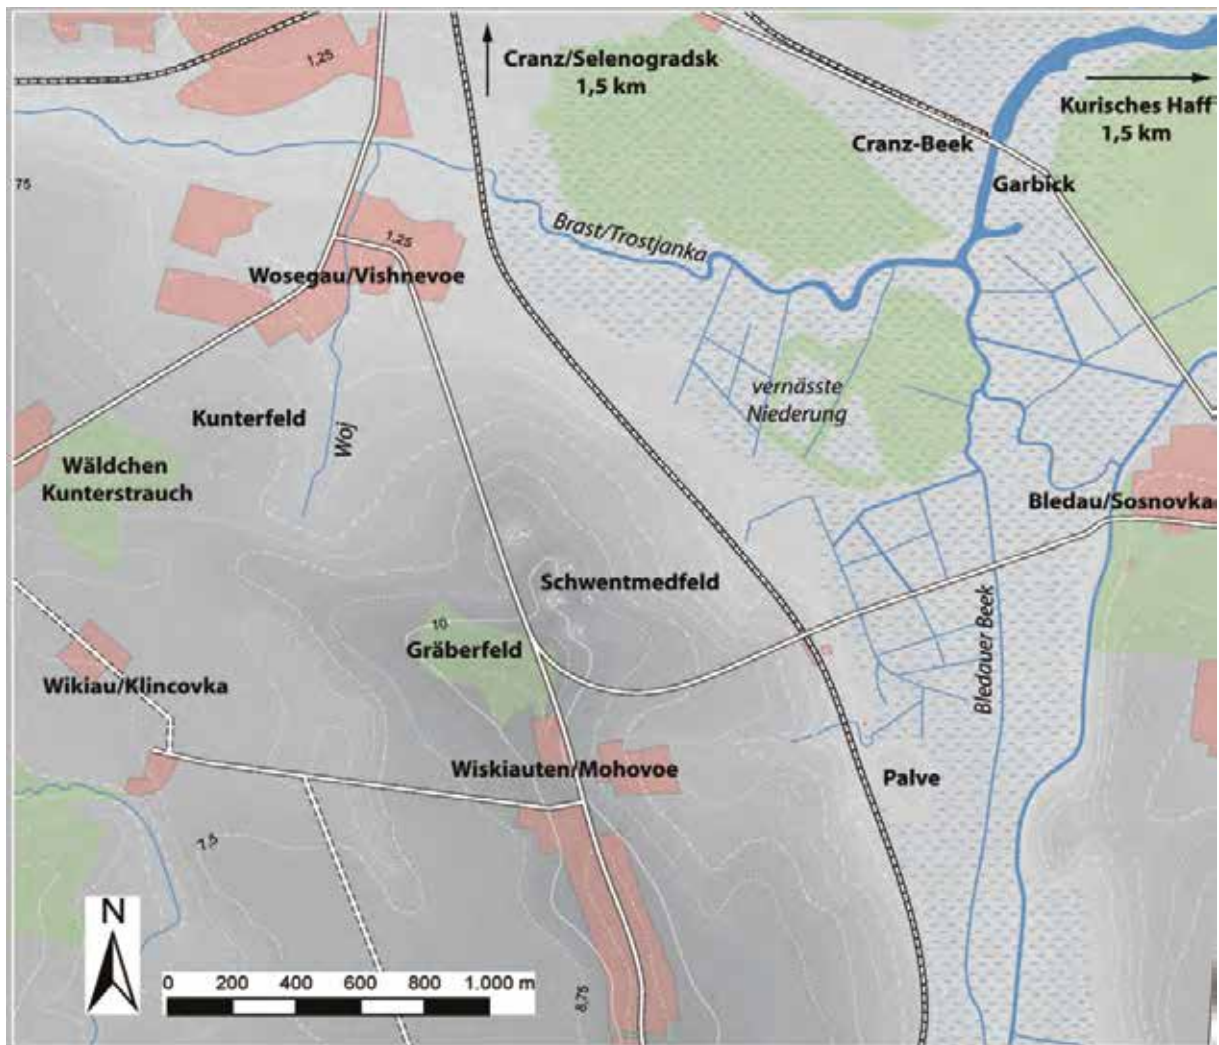 1,25
Cranz/Selenogradsk
1,5 km
Kurisches Haff
1,5 km
Cranz-Beek
Garbick
75
Brast/Trostjanka
1,25
Wosegau/Vishnevoe
vernässte
Niederung
Kunterfeld
Woj
Wäldchen
Kunterstrauch
Bledau/Sosnovka
Schwentmedfeld
10
Gräberfeld
Bledauer Beek
Wikiau/Klincovka
Wiskiauten/Mohovoe
Palve
7,5
N
0 200 400 600 800 1.000 m
8,75